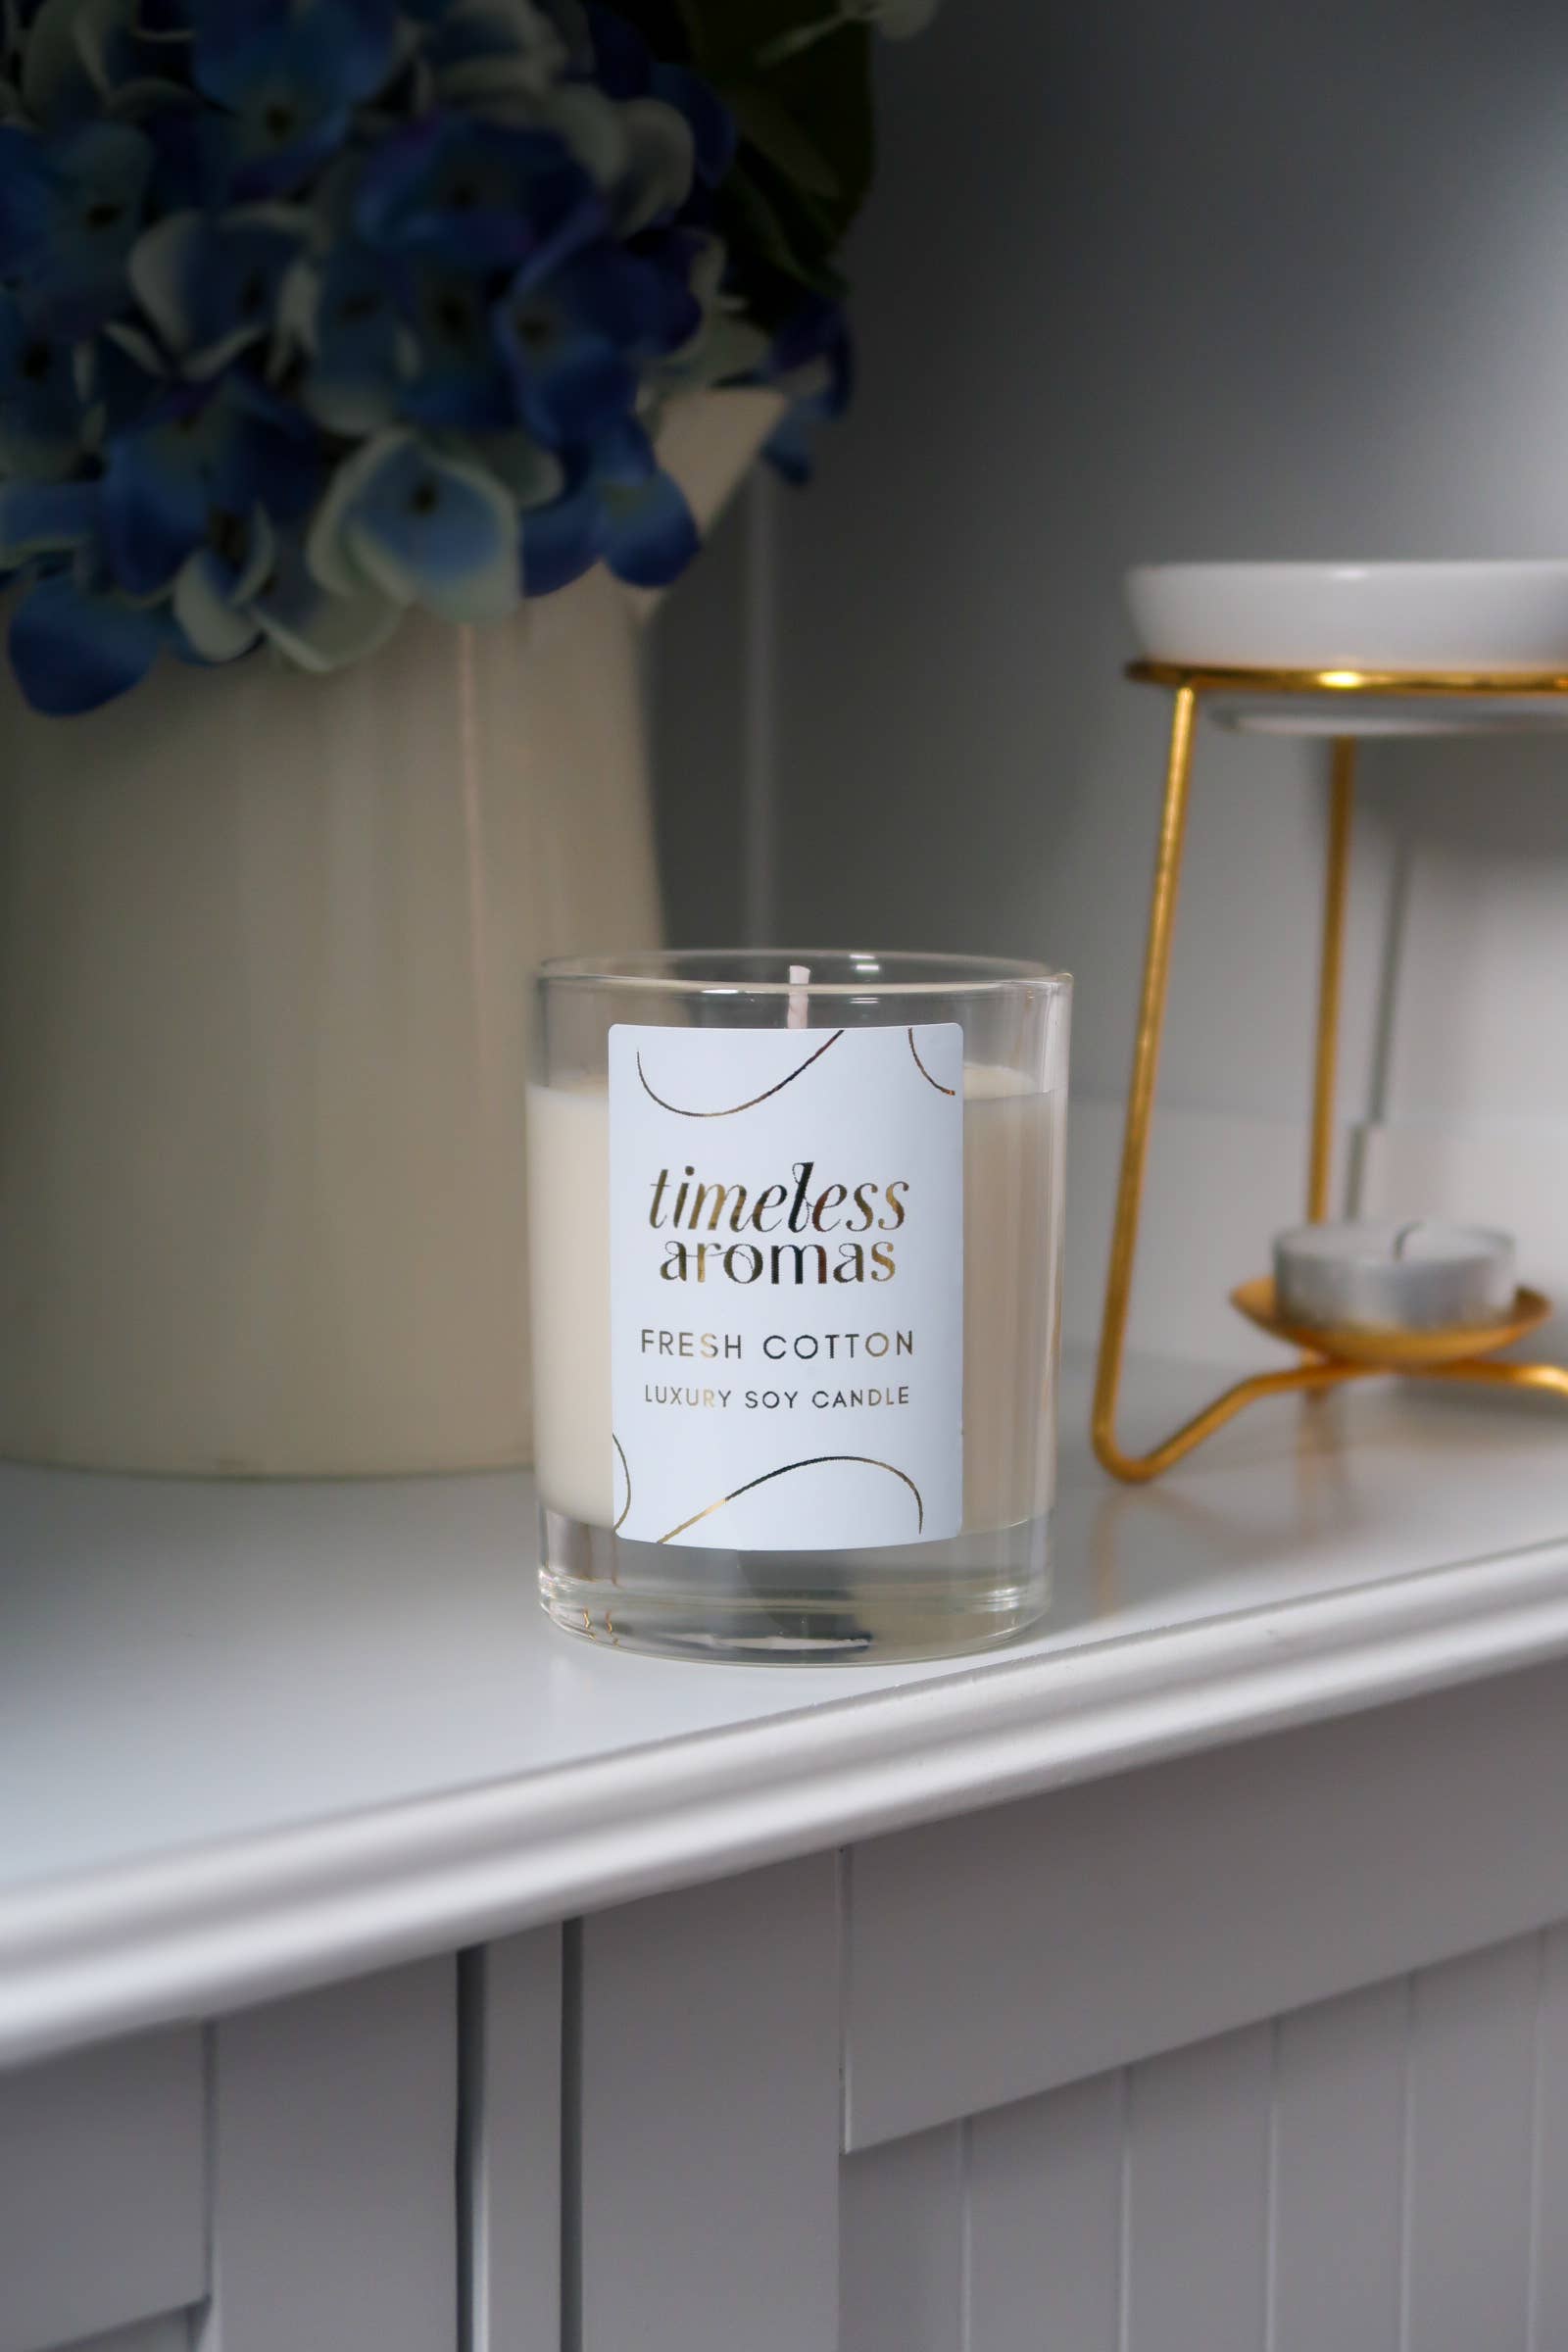 timeless
aromas
FRESH COTTON
LUXURY SOY CANDLE